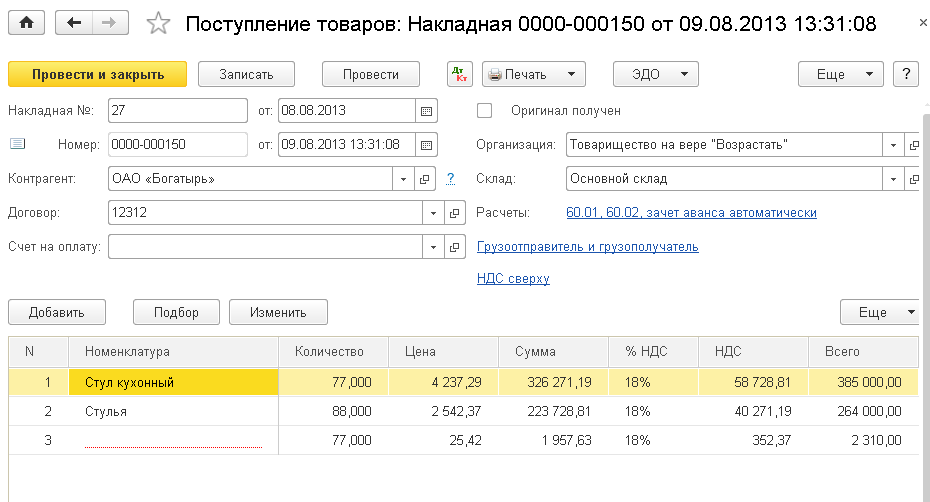 Поступление товаров: Накладная 0000-000150 от 09.08.2013 13:31:08
Провести и закрыть Записать Провести Дт Кт Печать ЭДО Еще ?
Накладная №: 27 от: 08.08.2013 Оригинал получен
Номер: 0000-000150 от: 09.08.2013 13:31:08 Организация: Товарищество на вере "Возрастать"
Контрагент: ОАО «Богатырь» ? Склад: Основной склад
Договор: 12312 Расчеты: 60.01, 60.02, зачет аванса автоматически
Счет на оплату: Грузоотправитель и грузополучатель
НДС сверху
Добавить Подбор Изменить Еще
N Номенклатура Количество Цена Сумма % НДС НДС Всего
1 Стул кухонный 77,000 4 237,29 326 271,19 18% 58 728,81 385 000,00
2 Стулья 88,000 2 542,37 223 728,81 18% 40 271,19 264 000,00
3 77,000 25,42 1 957,63 18% 352,37 2 310,00